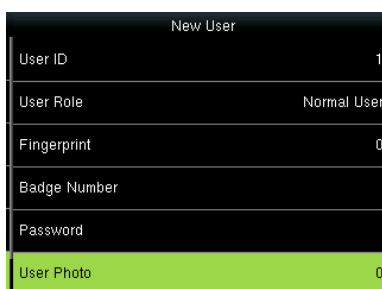 New User
User ID 1
User Role Normal User
Fingerprint 0
Badge Number
Password
User Photo 0